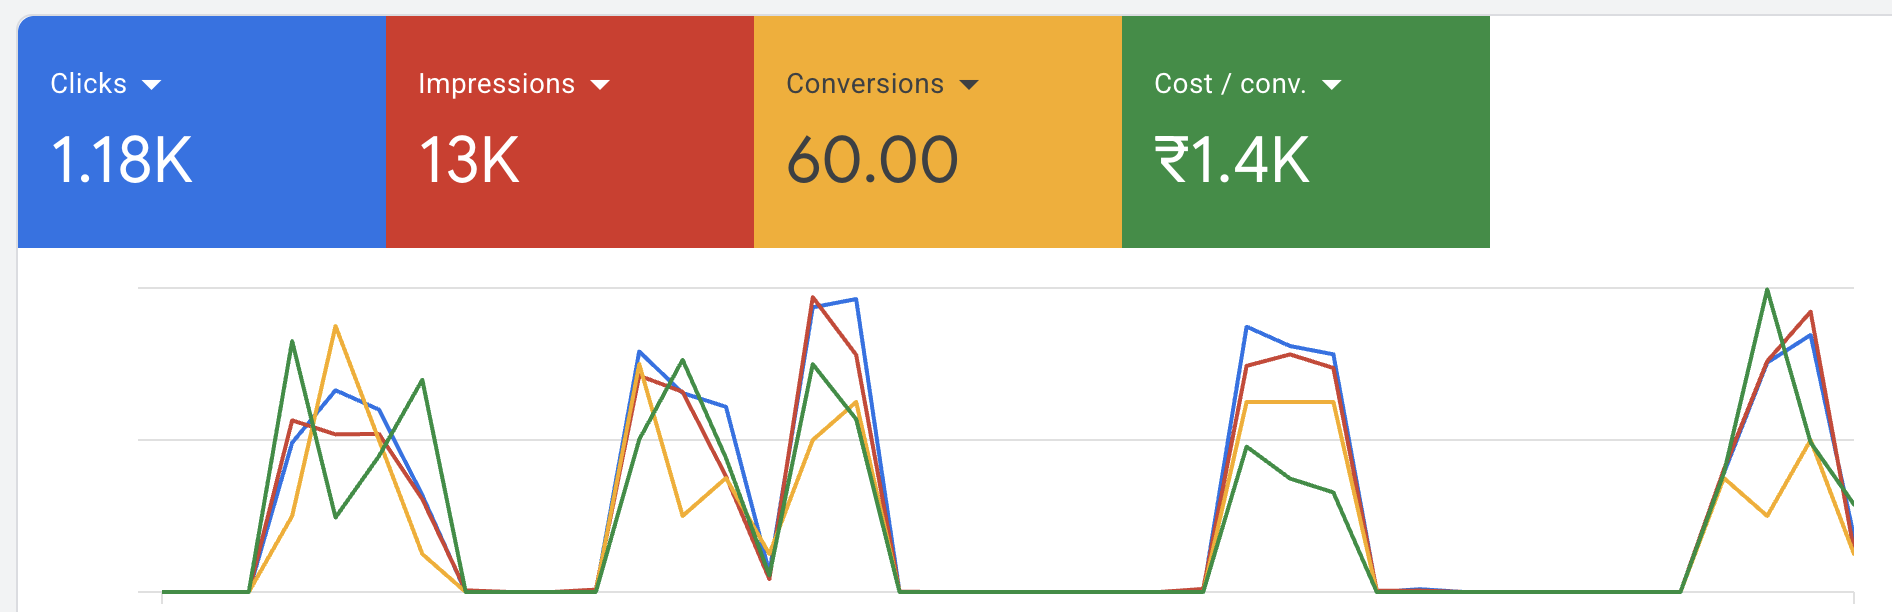 Clicks
Impressions
Conversions
Cost / conv.
1.18K
13K
60.00
₹1.4K